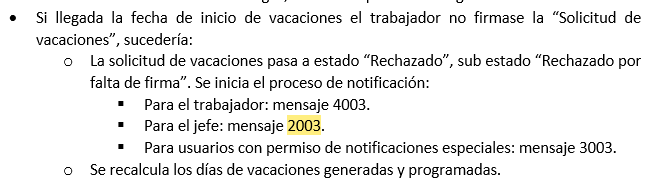 • Si llegada la fecha de inicio de vacaciones el trabajador no firmase la “Solicitud de
vacaciones”, sucedería:
o La solicitud de vacaciones pasa a estado “Rechazado”, sub estado “Rechazado por
falta de firma”. Se inicia el proceso de notificación:
▪ Para el trabajador: mensaje 4003.
▪ Para el jefe: mensaje 2003.
▪ Para usuarios con permiso de notificaciones especiales: mensaje 3003.
o Se recalcula los días de vacaciones generadas y programadas.